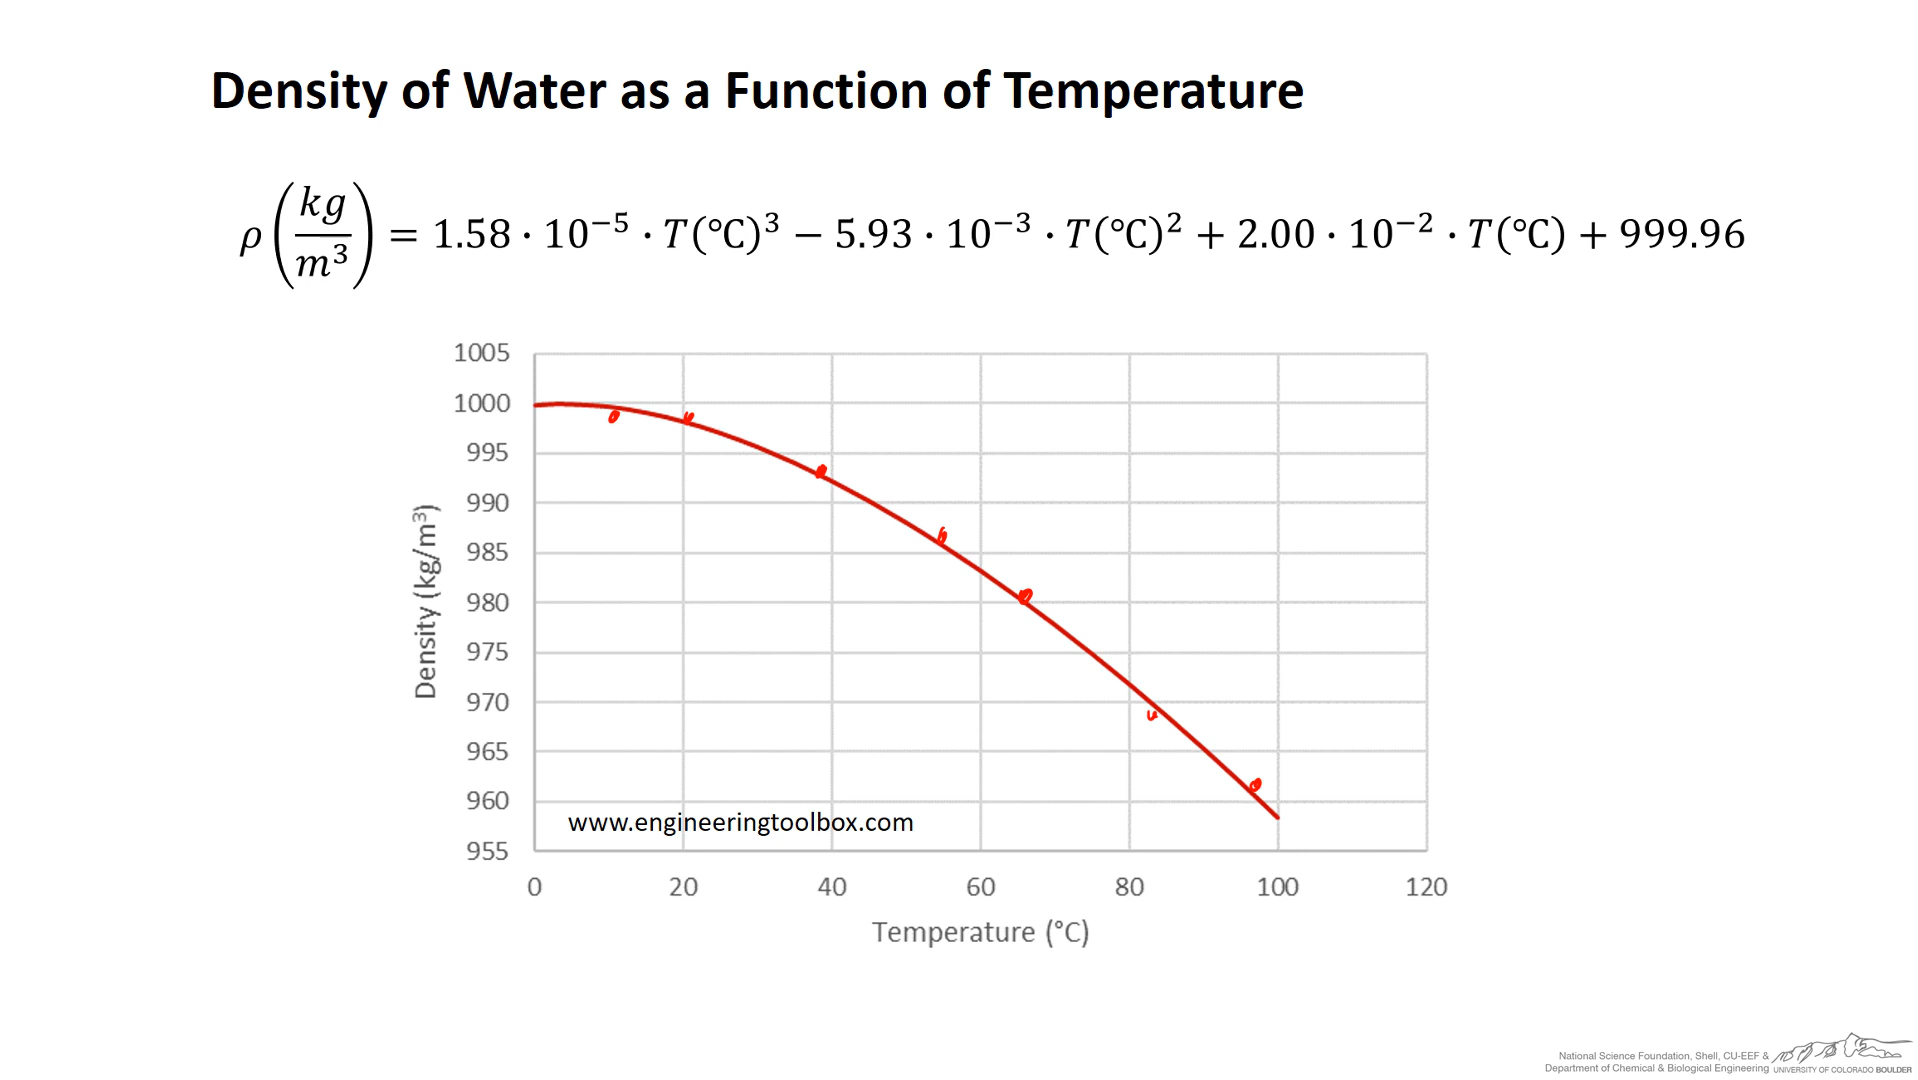 Density of Water as a Function of Temperature
ρ(kg/m³) = 1.58 · 10⁻⁵ · T(℃)³ − 5.93 · 10⁻³ · T(℃)² + 2.00 · 10⁻² · T(℃) + 999.96
1005
1000
995
990
985
980
975
970
965
960
955
Density (kg/m³)
www.engineeringtoolbox.com
0 20 40 60 80 100 120
Temperature (°C)
National Science Foundation, Shell, CU-EEF &
Department of Chemical & Biological Engineering UNIVERSITY OF COLORADO BOULDER